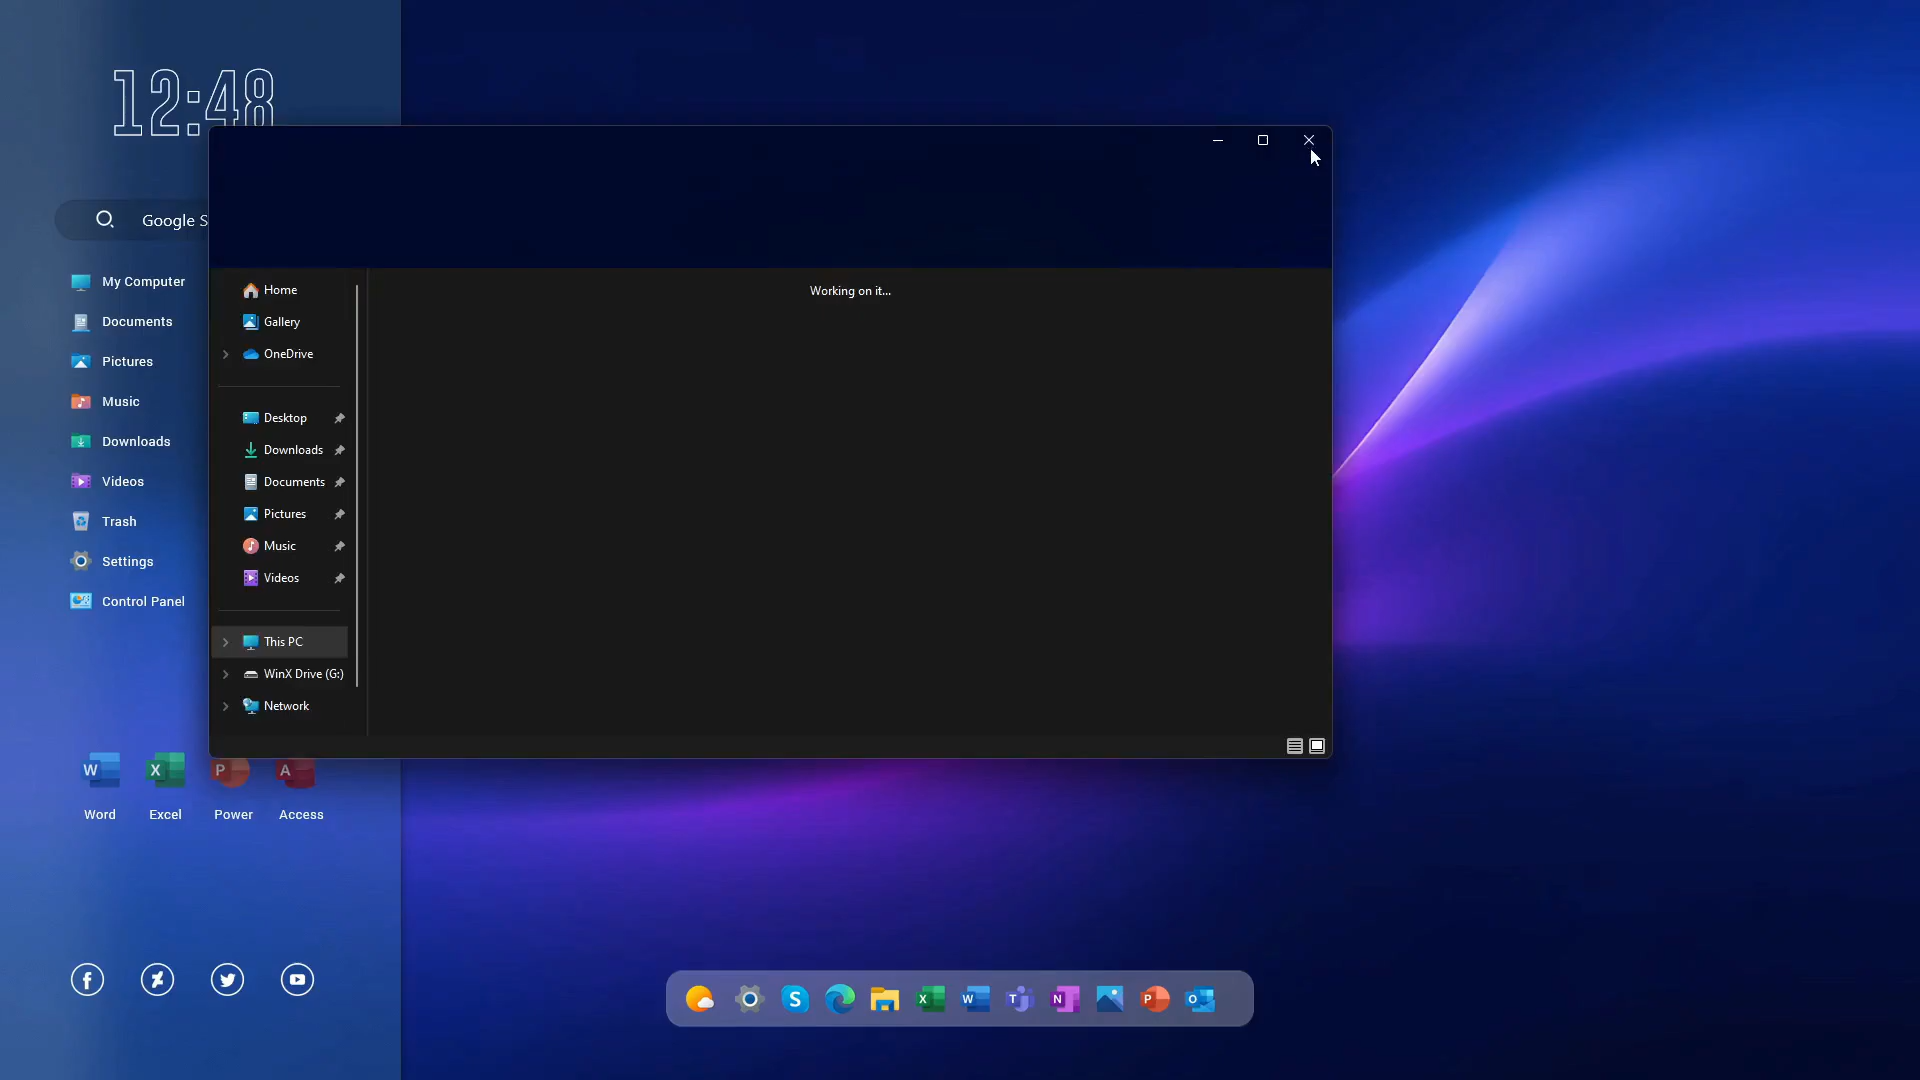 12:48
Google S
My Computer
Documents
Pictures
Music
Downloads
Videos
Trash
Settings
Control Panel
Home
Gallery
OneDrive
Desktop
Downloads
Documents
Pictures
Music
Videos
This PC
WinX Drive (G:)
Network
Working on it...
Word
Excel
Power
Access